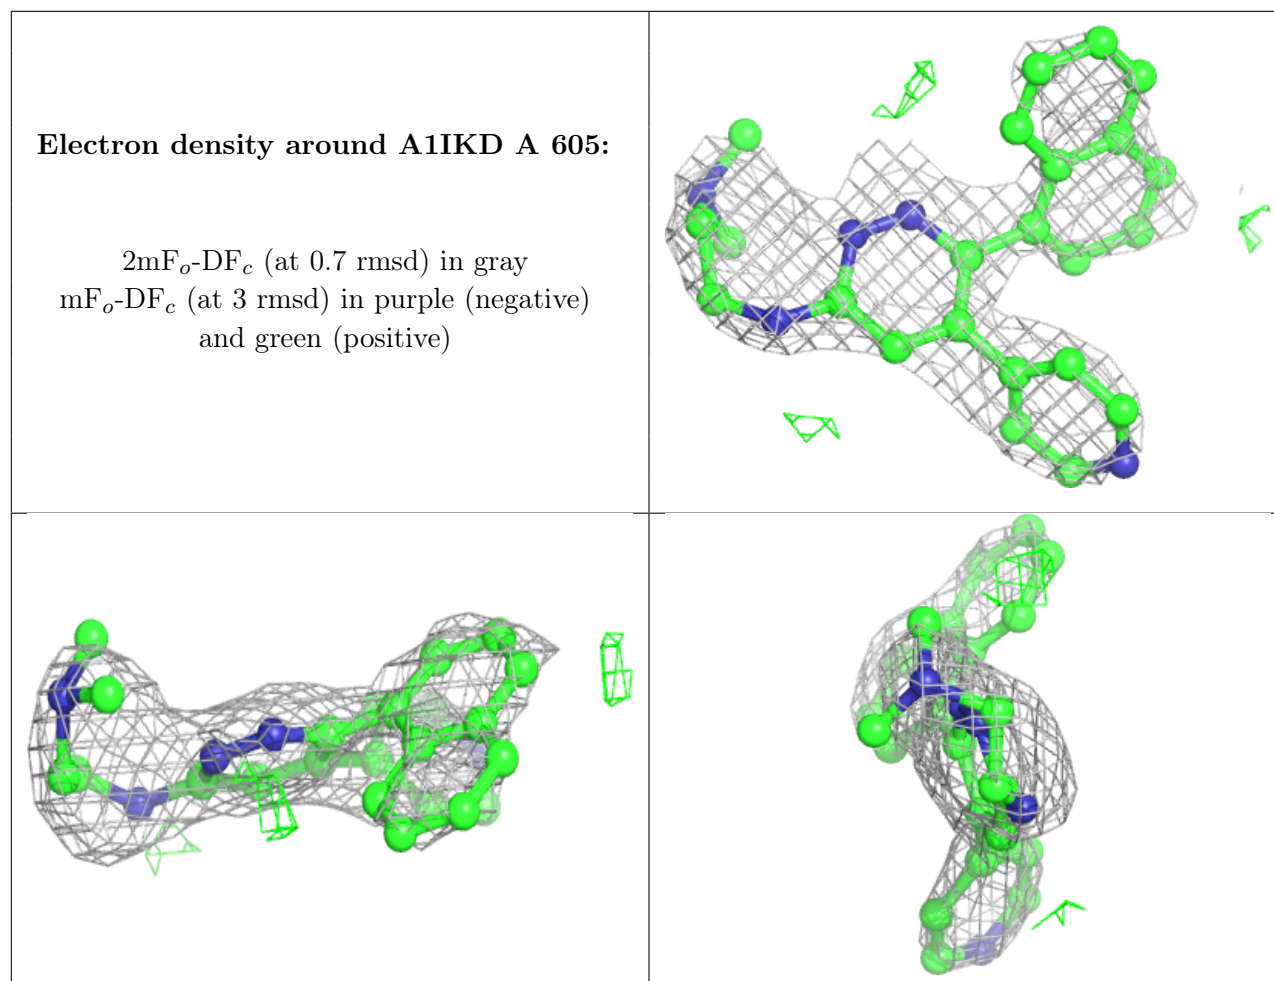 Electron density around A1IKD A 605:
2mFo-DFc (at 0.7 rmsd) in gray
mFo-DFc (at 3 rmsd) in purple (negative)
and green (positive)